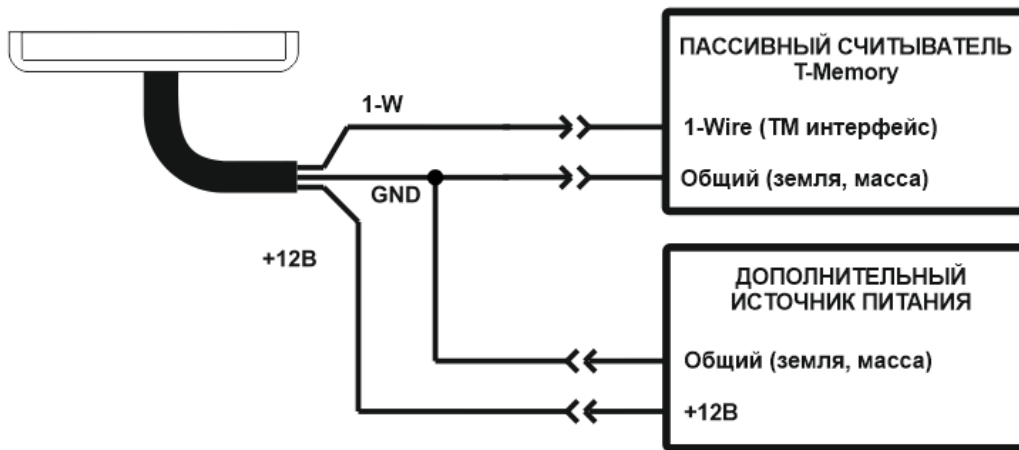 ПАССИВНЫЙ СЧИТЫВАТЕЛЬ
T-Memory
1-W
1-Wire (ТМ интерфейс)
GND
Общий (земля, масса)
+12В
ДОПОЛНИТЕЛЬНЫЙ
ИСТОЧНИК ПИТАНИЯ
Общий (земля, масса)
+12В